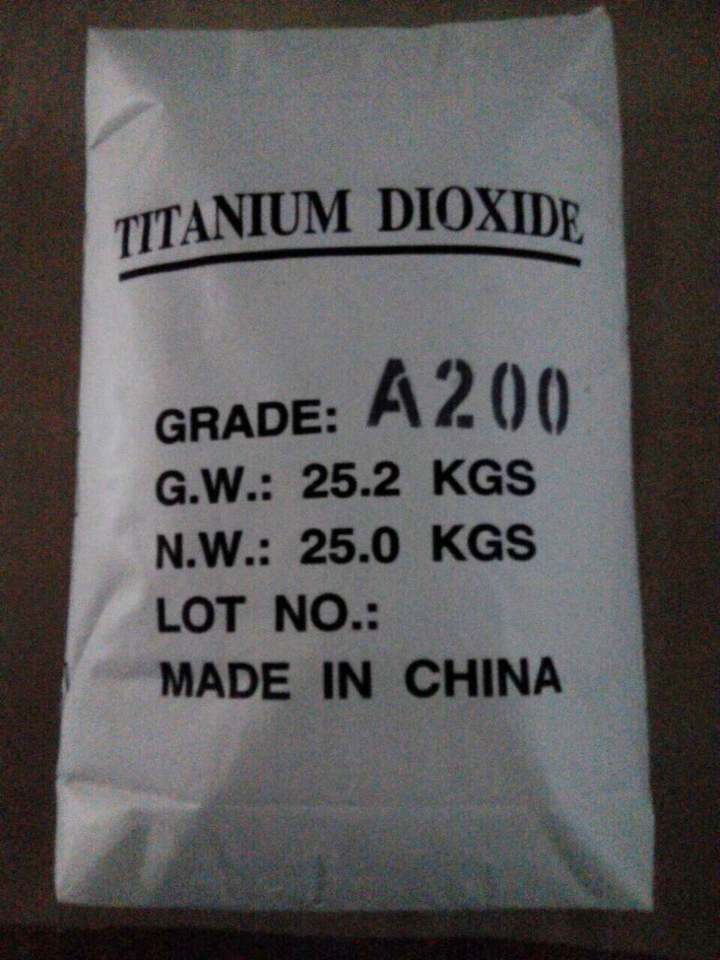 TITANIUM DIOXIDE
GRADE: A200
G.W.: 25.2 KGS
N.W.: 25.0 KGS
LOT NO.:
MADE IN CHINA